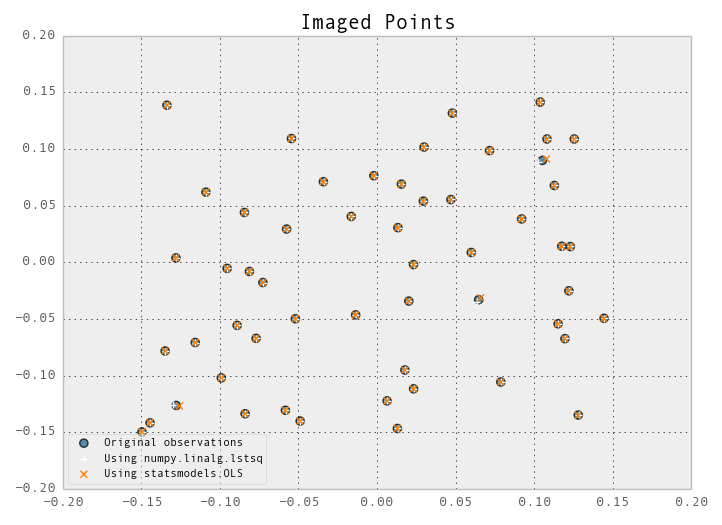 Imaged Points
0.20
0.15
0.10
0.05
0.00
−0.05
−0.10
−0.15
−0.20
Original observations
Using numpy.linalg.lstsq
Using statsmodels.OLS
−0.20 −0.15 −0.10 −0.05 0.00 0.05 0.10 0.15 0.20